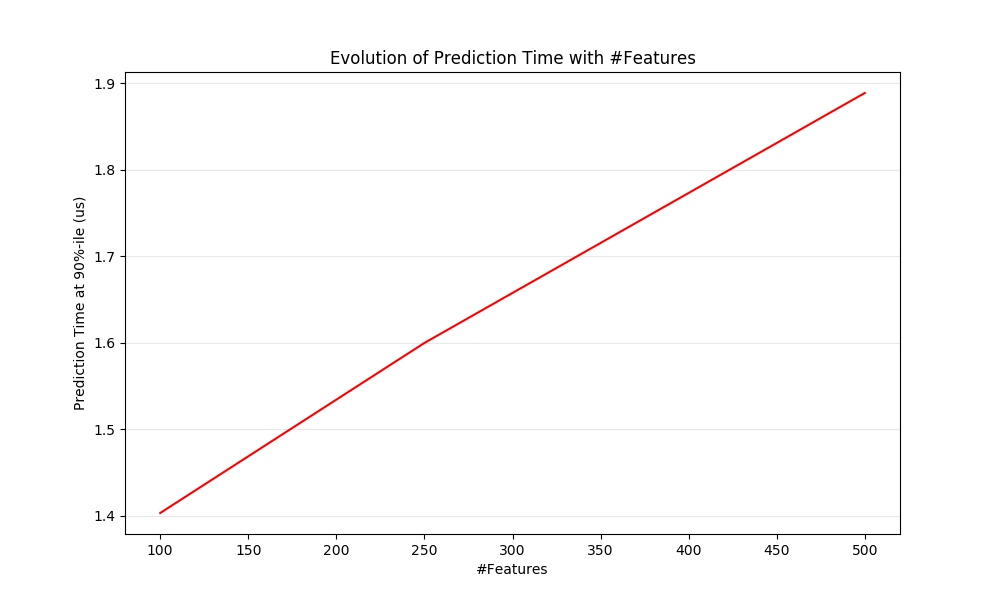 Evolution of Prediction Time with #Features
Prediction Time at 90%-ile (us)
1.9
1.8
1.7
1.6
1.5
1.4
100 150 200 250 300 350 400 450 500
#Features